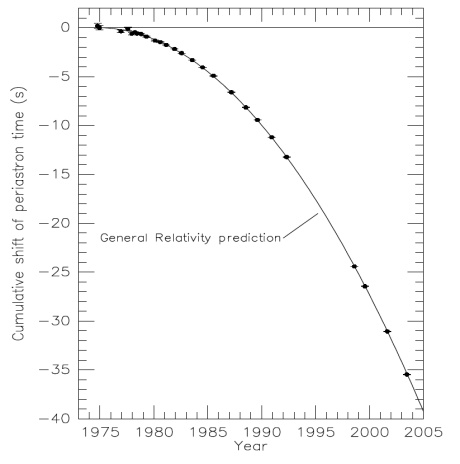 Cumulative shift of periastron time (s)
0
−5
−10
−15
−20
−25
−30
−35
−40
General Relativity prediction
1975 1980 1985 1990 1995 2000 2005
Year